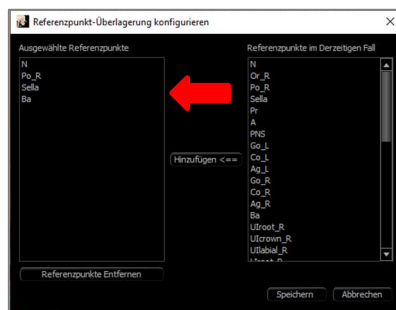 Referenzpunkt-Überlagerung konfigurieren
Ausgewählte Referenzpunkte
N
Po_R
Sella
Ba
Referenzpunkte Entfernen
Hinzufügen <==
Referenzpunkte im Derzeitigen Fall
N
Or_R
Po_R
Sella
Pr
A
PNS
Go_L
Co_L
Ag_L
Go_R
Co_R
Ag_R
Ba
UIroot_R
UIcrown_R
UIlabial_R
Speichern
Abbrechen